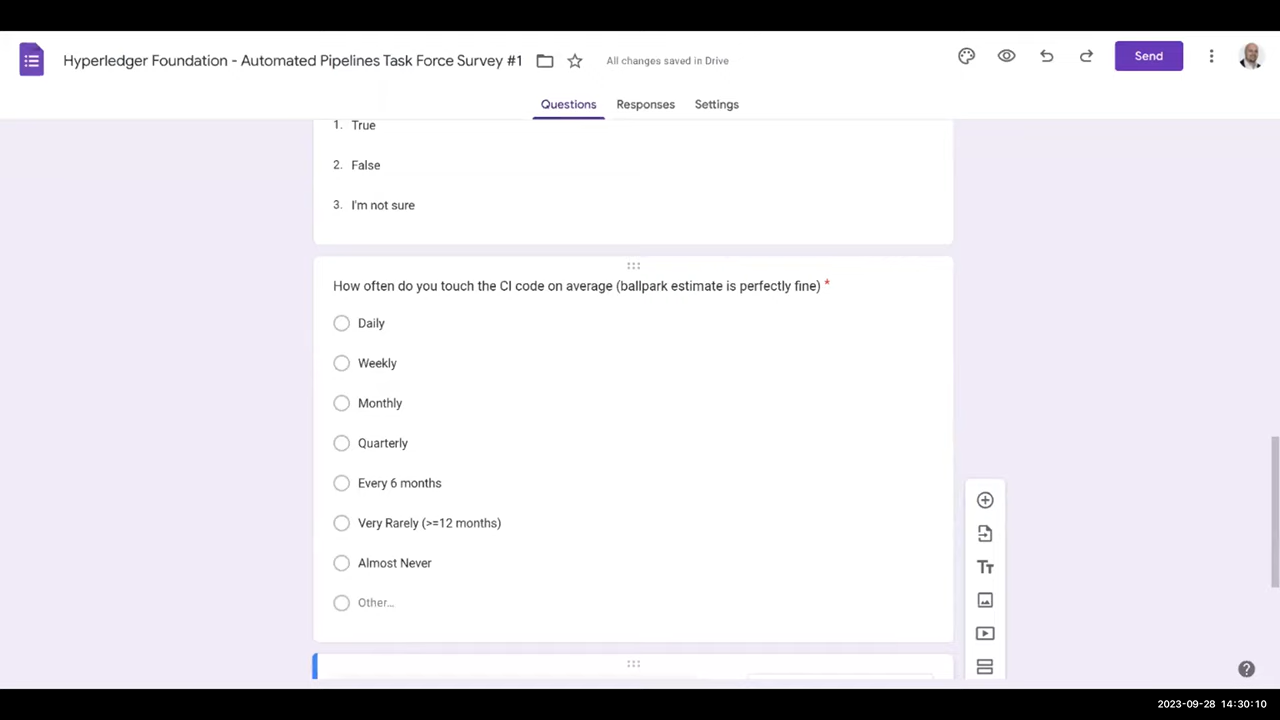 Hyperledger Foundation - Automated Pipelines Task Force Survey #1
All changes saved in Drive
Send
Questions
Responses
Settings
1. True
2. False
3. I'm not sure
How often do you touch the CI code on average (ballpark estimate is perfectly fine) *
Daily
Weekly
Monthly
Quarterly
Every 6 months
Very Rarely (>=12 months)
Almost Never
Other...
Tт
2023-09-28 14:30:10